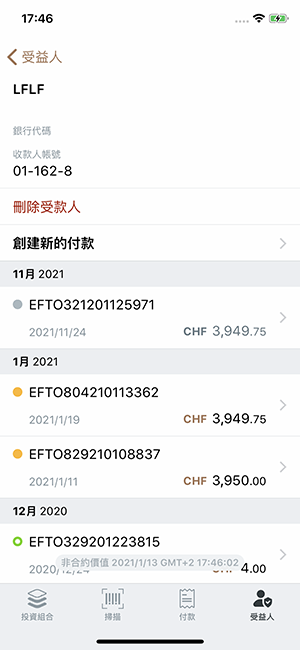 17:46
受益人
LFLF
銀行代碼
收款人帳號
01-162-8
刪除受款人
創建新的付款
11月 2021
EFTO321201125971
2021/11/24 CHF 3,949.75
1月 2021
EFTO804210113362
2021/1/19 CHF 3,949.75
EFTO829210108837
2021/1/11 CHF 3,950.00
12月 2020
EFTO329201223815
非合約價值 2021/1/13 GMT+2 17:46:02
2020/12/24 CHF 4.00
投資組合 掃描 付款 受益人